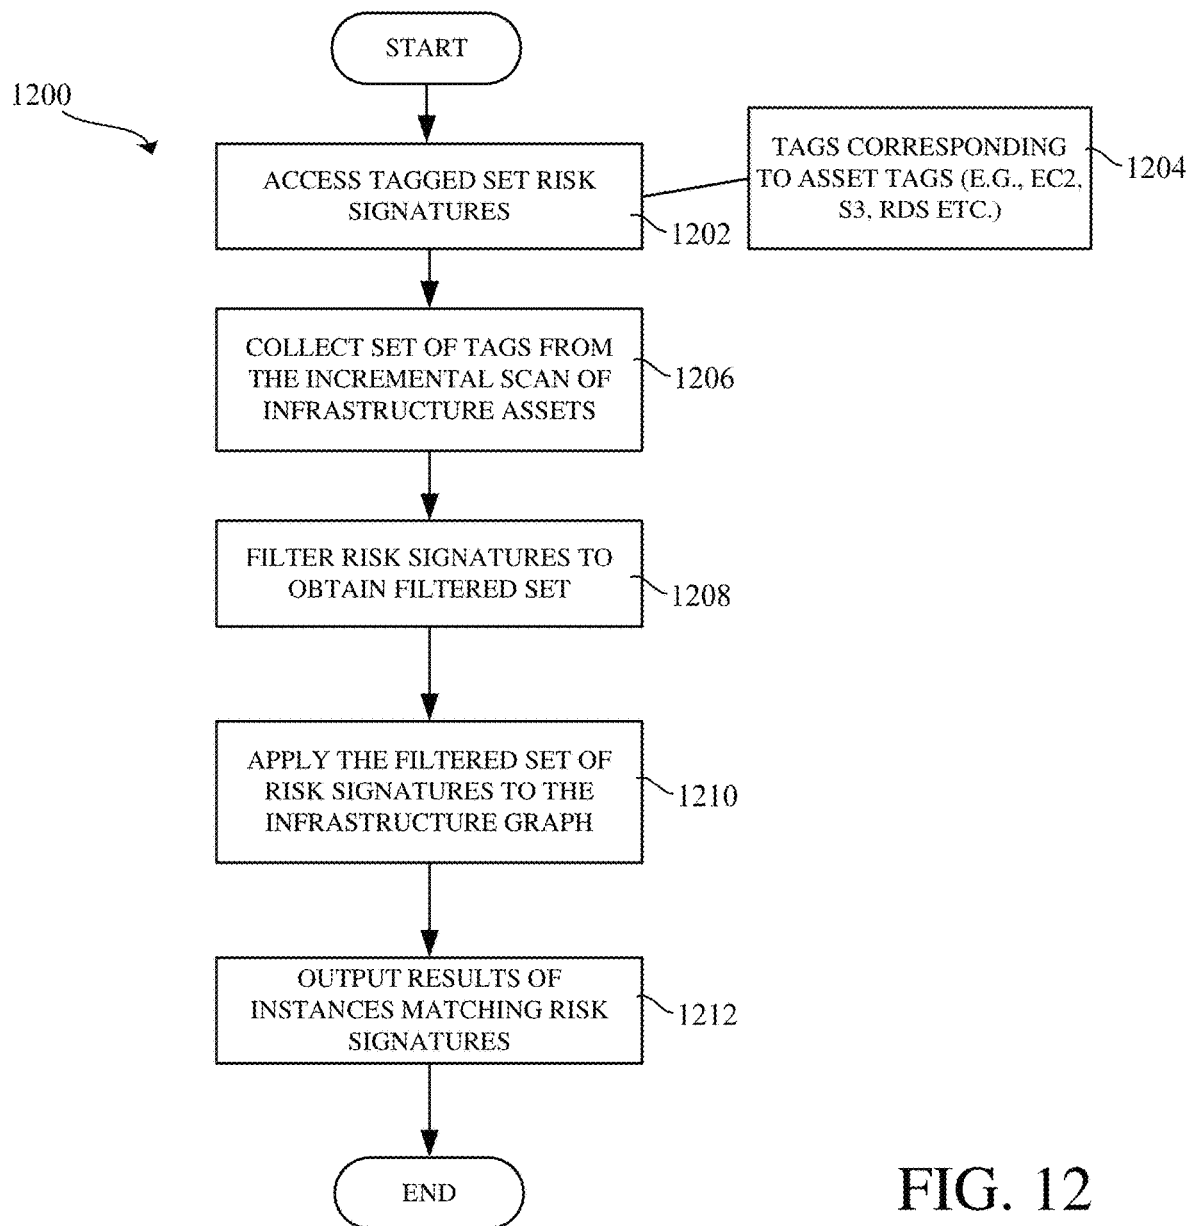 START
1200
ACCESS TAGGED SET RISK
SIGNATURES
1202
TAGS CORRESPONDING
TO ASSET TAGS (E.G., EC2,
S3, RDS ETC.)
1204
COLLECT SET OF TAGS FROM
THE INCREMENTAL SCAN OF
INFRASTRUCTURE ASSETS
1206
FILTER RISK SIGNATURES TO
OBTAIN FILTERED SET
1208
APPLY THE FILTERED SET OF
RISK SIGNATURES TO THE
INFRASTRUCTURE GRAPH
1210
OUTPUT RESULTS OF
INSTANCES MATCHING RISK
SIGNATURES
1212
END
FIG. 12